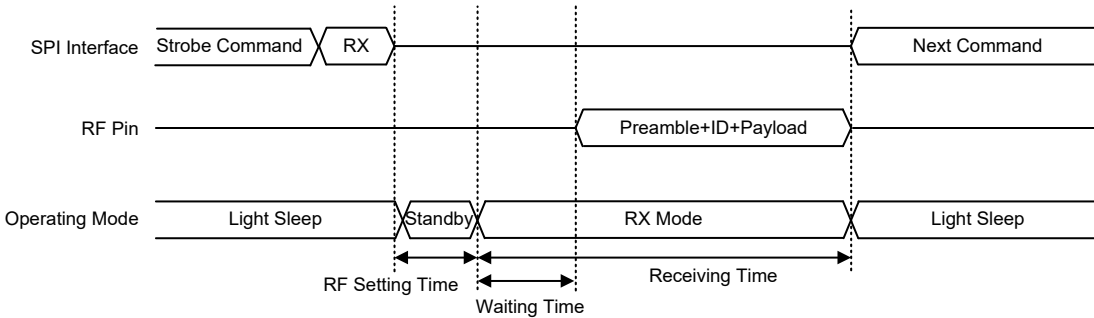 SPI Interface Strobe Command RX Next Command
RF Pin Preamble+ID+Payload
Operating Mode Light Sleep Standby RX Mode Light Sleep
RF Setting Time Receiving Time
Waiting Time